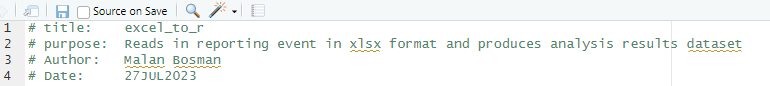 Source on Save
1 # title:    excel_to_r
2 # purpose:  Reads in reporting event in xlsx format and produces analysis results dataset
3 # Author:   Malan Bosman
4 # Date:     27JUL2023